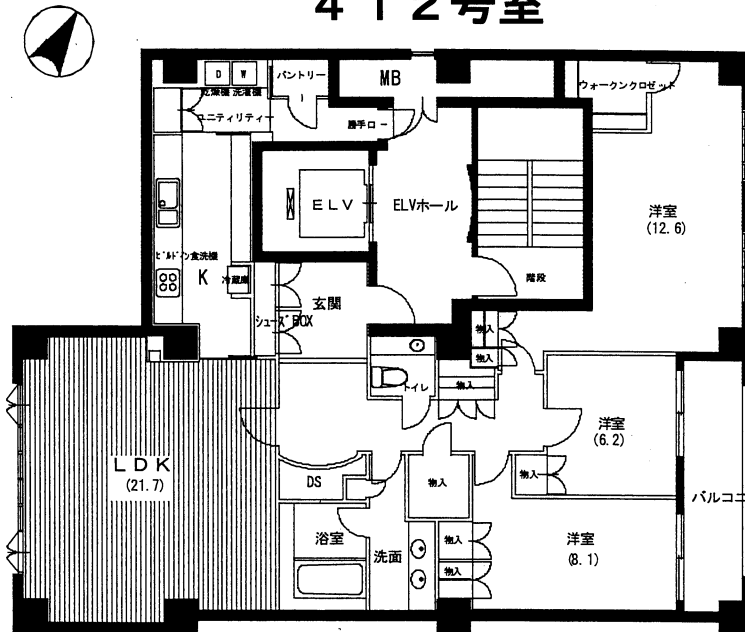 412号室
D W
乾燥機 洗濯機
パントリー
MB
ウォークンクロゼット
ユニティリティー
勝手口
ELV
ELVホール
洋室
(12.6)
ビルドイン食洗機
K
冷蔵庫
階段
玄関
シューズBOX
物入
物入
トイレ
物入
洋室
(6.2)
LDK
(21.7)
DS
物入
物入
バルコニ
浴室
洗面
物入
物入
洋室
(8.1)